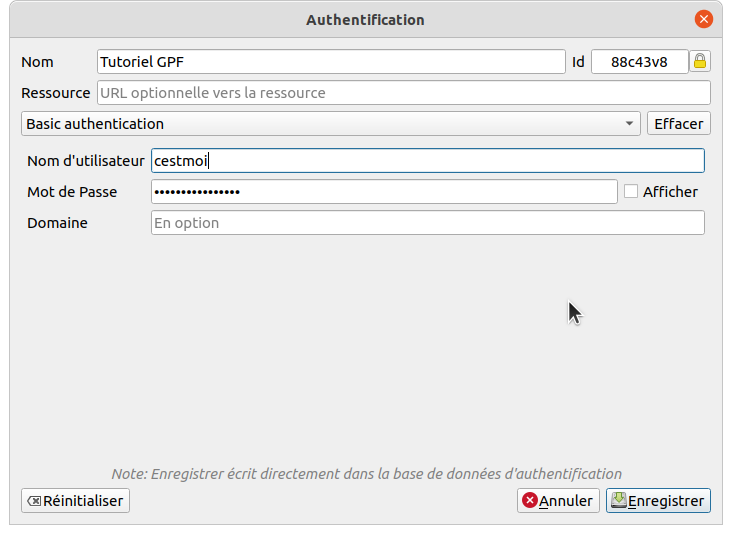 Authentification
Nom Tutoriel GPF Id 88c43v8
Ressource URL optionnelle vers la ressource
Basic authentication Effacer
Nom d'utilisateur cestmoi
Mot de Passe •••••••••••••••• Afficher
Domaine En option
Note: Enregistrer écrit directement dans la base de données d'authentification
Réinitialiser Annuler Enregistrer